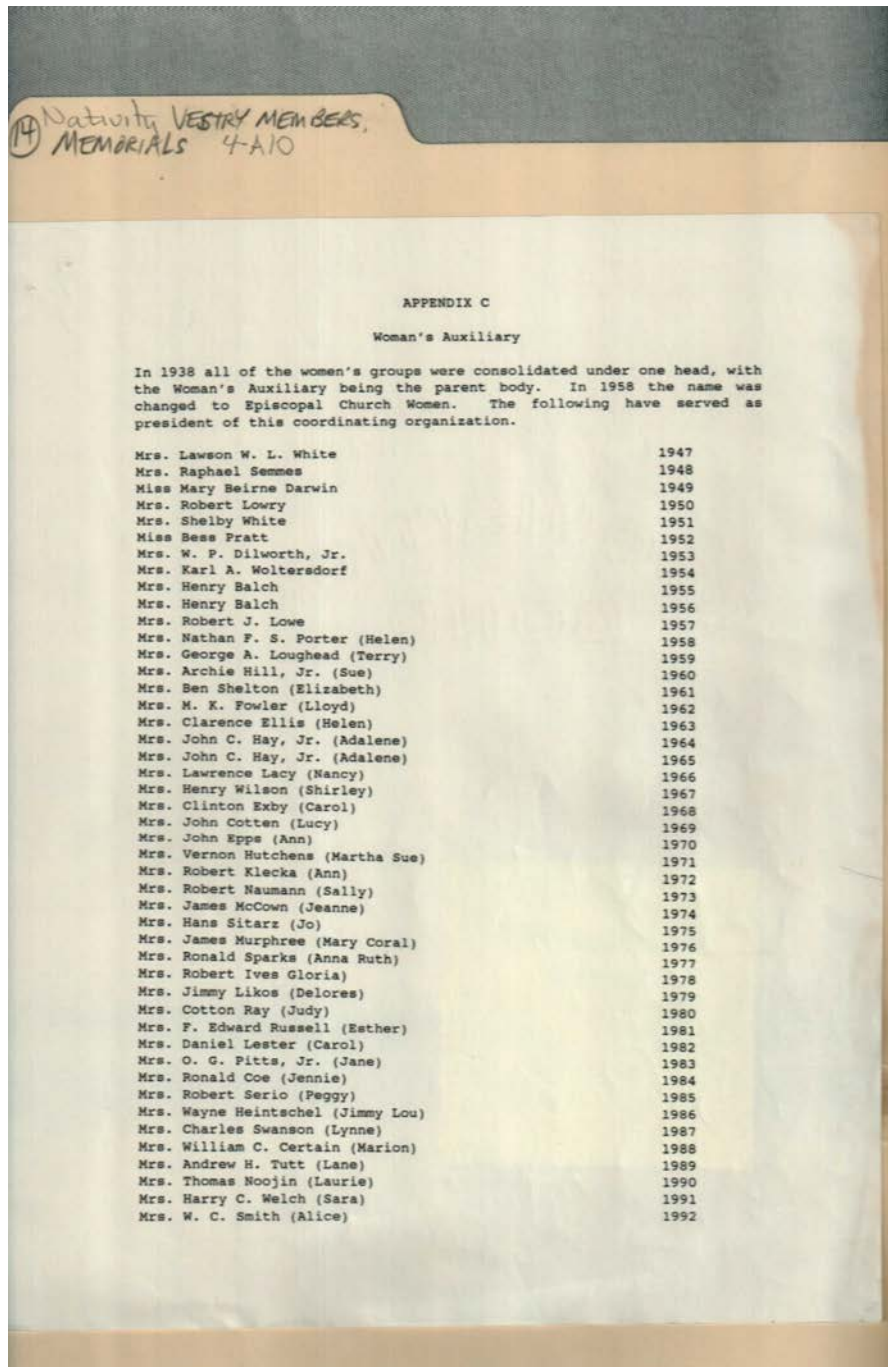 14 Nativity VESTRY MEMBERS,
MEMORIALS 4-A10
APPENDIX C
Woman's Auxiliary
In 1938 all of the women's groups were consolidated under one head, with
the Woman's Auxiliary being the parent body. In 1958 the name was
changed to Episcopal Church Women. The following have served as
president of this coordinating organization.
Mrs. Lawson W. L. White 1947
Mrs. Raphael Semmes 1948
Miss Mary Beirne Darwin 1949
Mrs. Robert Lowry 1950
Mrs. Shelby White 1951
Miss Bess Pratt 1952
Mrs. W. P. Dilworth, Jr. 1953
Mrs. Karl A. Woltersdorf 1954
Mrs. Henry Balch 1955
Mrs. Henry Balch 1956
Mrs. Robert J. Lowe 1957
Mrs. Nathan F. S. Porter (Helen) 1958
Mrs. George A. Loughead (Terry) 1959
Mrs. Archie Hill, Jr. (Sue) 1960
Mrs. Ben Shelton (Elizabeth) 1961
Mrs. M. K. Fowler (Lloyd) 1962
Mrs. Clarence Ellis (Helen) 1963
Mrs. John C. Hay, Jr. (Adalene) 1964
Mrs. John C. Hay, Jr. (Adalene) 1965
Mrs. Lawrence Lacy (Nancy) 1966
Mrs. Henry Wilson (Shirley) 1967
Mrs. Clinton Exby (Carol) 1968
Mrs. John Cotten (Lucy) 1969
Mrs. John Epps (Ann) 1970
Mrs. Vernon Hutchens (Martha Sue) 1971
Mrs. Robert Klecka (Ann) 1972
Mrs. Robert Naumann (Sally) 1973
Mrs. James McCown (Jeanne) 1974
Mrs. Hans Sitarz (Jo) 1975
Mrs. James Murphree (Mary Coral) 1976
Mrs. Ronald Sparks (Anna Ruth) 1977
Mrs. Robert Ives Gloria) 1978
Mrs. Jimmy Likos (Delores) 1979
Mrs. Cotton Ray (Judy) 1980
Mrs. F. Edward Russell (Esther) 1981
Mrs. Daniel Lester (Carol) 1982
Mrs. O. G. Pitts, Jr. (Jane) 1983
Mrs. Ronald Coe (Jennie) 1984
Mrs. Robert Serio (Peggy) 1985
Mrs. Wayne Heintschel (Jimmy Lou) 1986
Mrs. Charles Swanson (Lynne) 1987
Mrs. William C. Certain (Marion) 1988
Mrs. Andrew H. Tutt (Lane) 1989
Mrs. Thomas Noojin (Laurie) 1990
Mrs. Harry C. Welch (Sara) 1991
Mrs. W. C. Smith (Alice) 1992